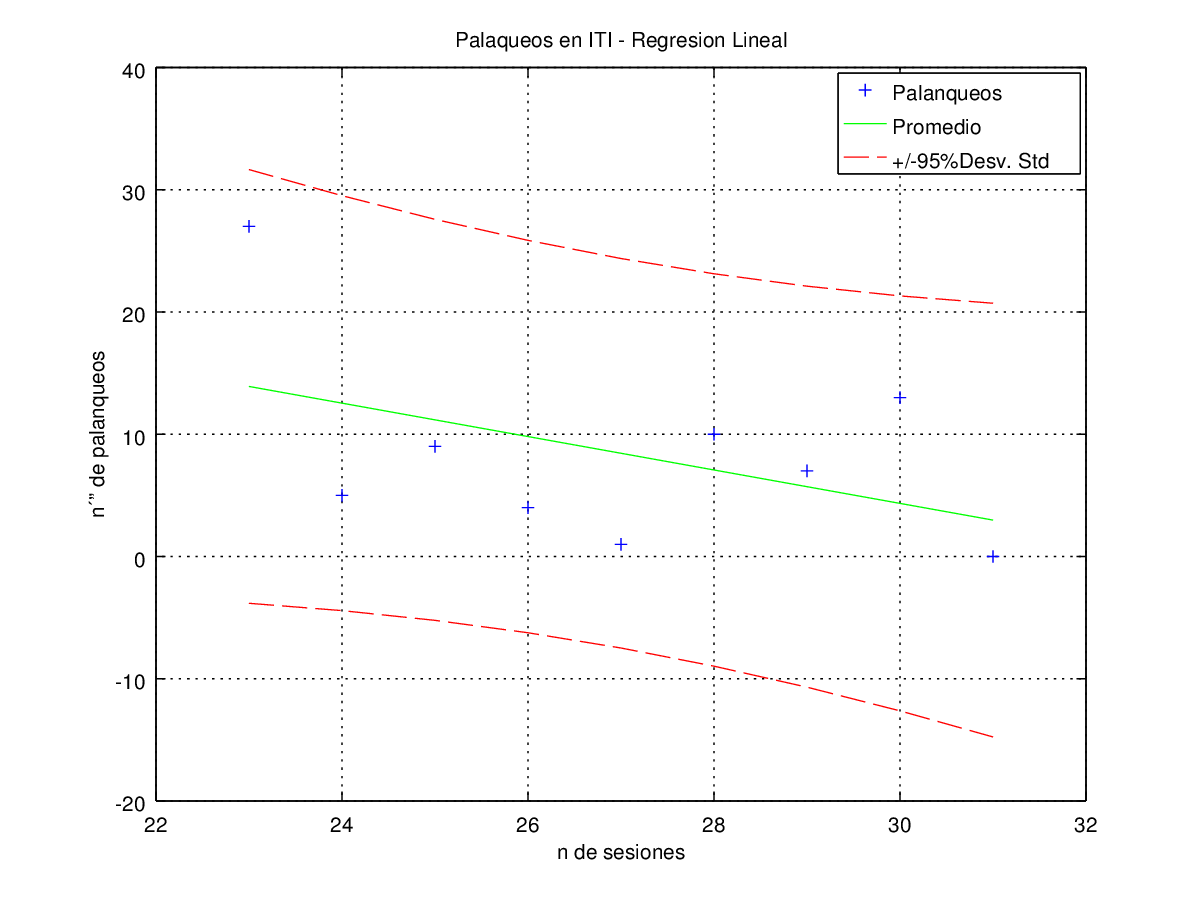 Palaqueos en ITI - Regresion Lineal
40
30
20
10
0
-10
-20
22
24
26
28
30
32
n de sesiones
n´" de palanqueos
Palanqueos
Promedio
+/-95%Desv. Std